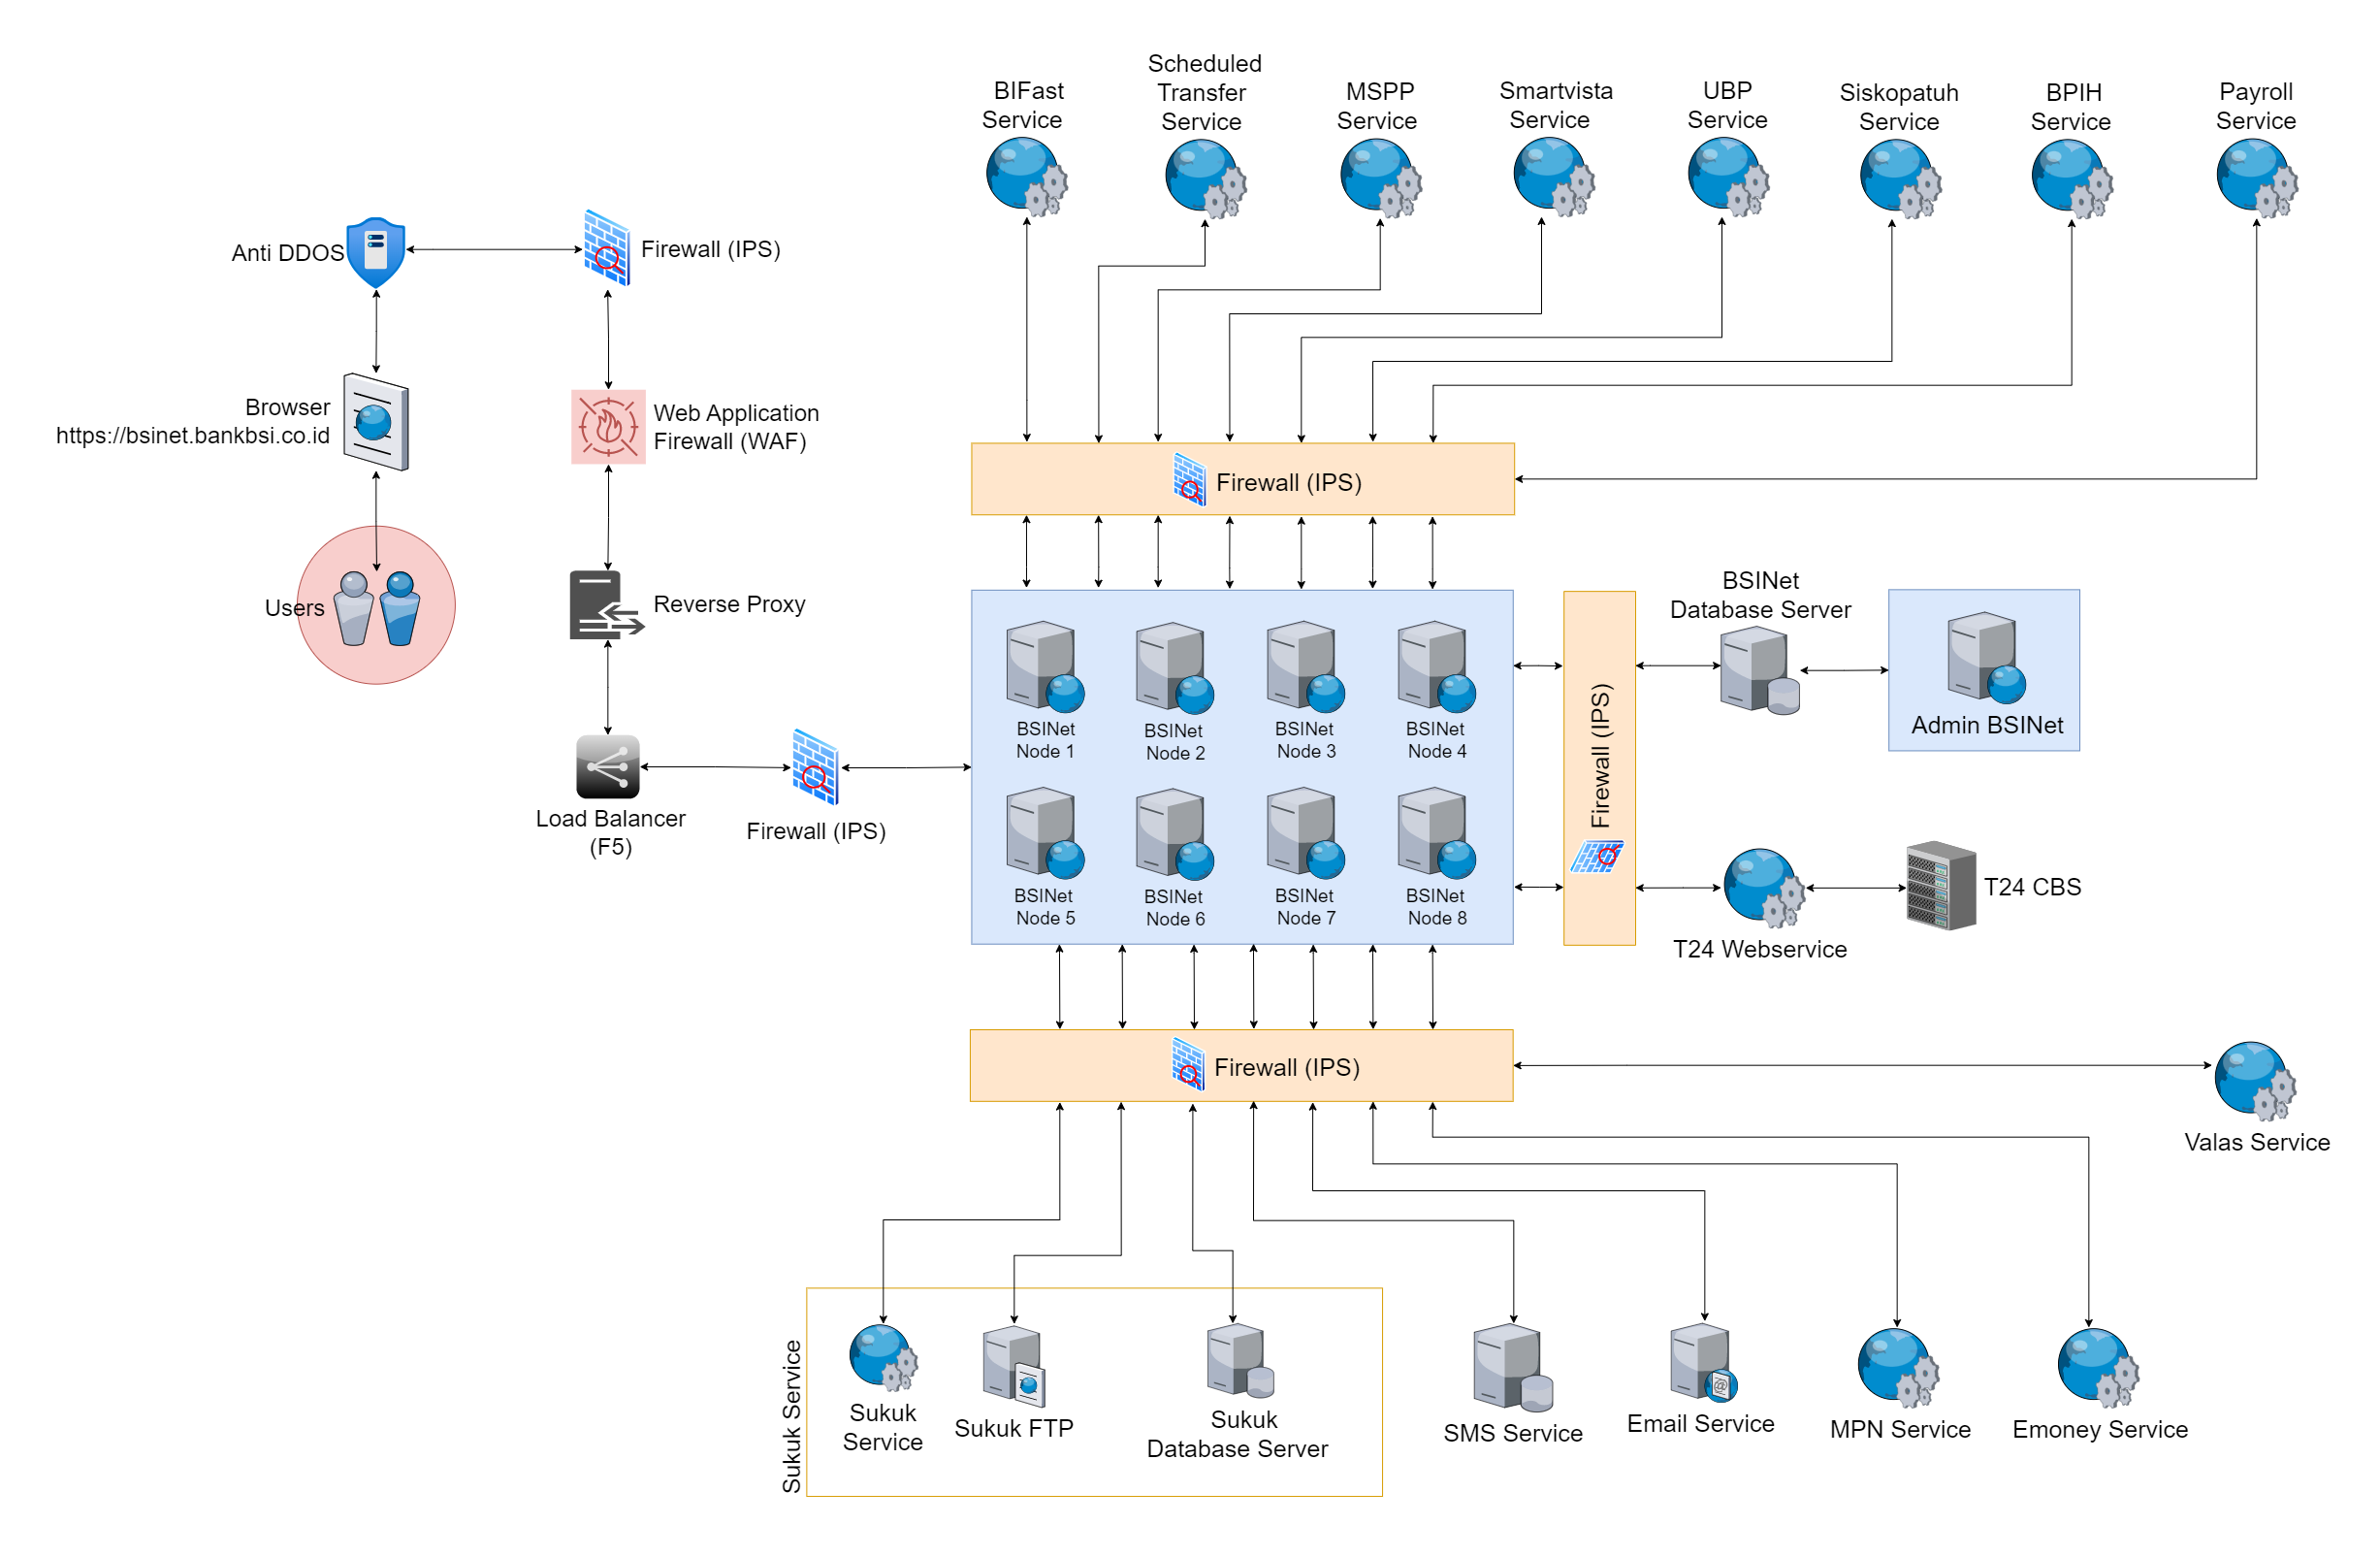 BIFast
Service
Scheduled
Transfer
Service
MSPP
Service
Smartvista
Service
UBP
Service
Siskopatuh
Service
BPIH
Service
Payroll
Service
Anti DDOS
Firewall (IPS)
Browser
https://bsinet.bankbsi.co.id
Web Application
Firewall (WAF)
Firewall (IPS)
Users
Reverse Proxy
BSINet
Database Server
BSINet
Node 1
BSINet
Node 2
BSINet
Node 3
BSINet
Node 4
Firewall (IPS)
Admin BSINet
Load Balancer
(F5)
Firewall (IPS)
BSINet
Node 5
BSINet
Node 6
BSINet
Node 7
BSINet
Node 8
T24 CBS
T24 Webservice
Firewall (IPS)
Valas Service
Sukuk Service
Sukuk
Service
Sukuk FTP
Sukuk
Database Server
SMS Service
Email Service
MPN Service
Emoney Service